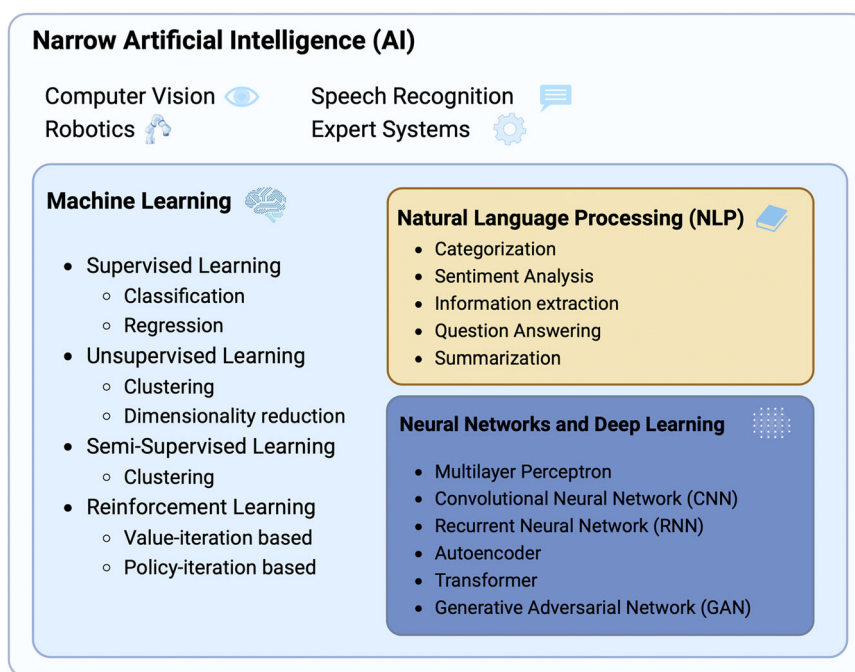 Narrow Artificial Intelligence (AI)
Computer Vision
Speech Recognition
Robotics
Expert Systems
Machine Learning
• Supervised Learning
◦ Classification
◦ Regression
• Unsupervised Learning
◦ Clustering
◦ Dimensionality reduction
• Semi-Supervised Learning
◦ Clustering
• Reinforcement Learning
◦ Value-iteration based
◦ Policy-iteration based
Natural Language Processing (NLP)
• Categorization
• Sentiment Analysis
• Information extraction
• Question Answering
• Summarization
Neural Networks and Deep Learning
• Multilayer Perceptron
• Convolutional Neural Network (CNN)
• Recurrent Neural Network (RNN)
• Autoencoder
• Transformer
• Generative Adversarial Network (GAN)